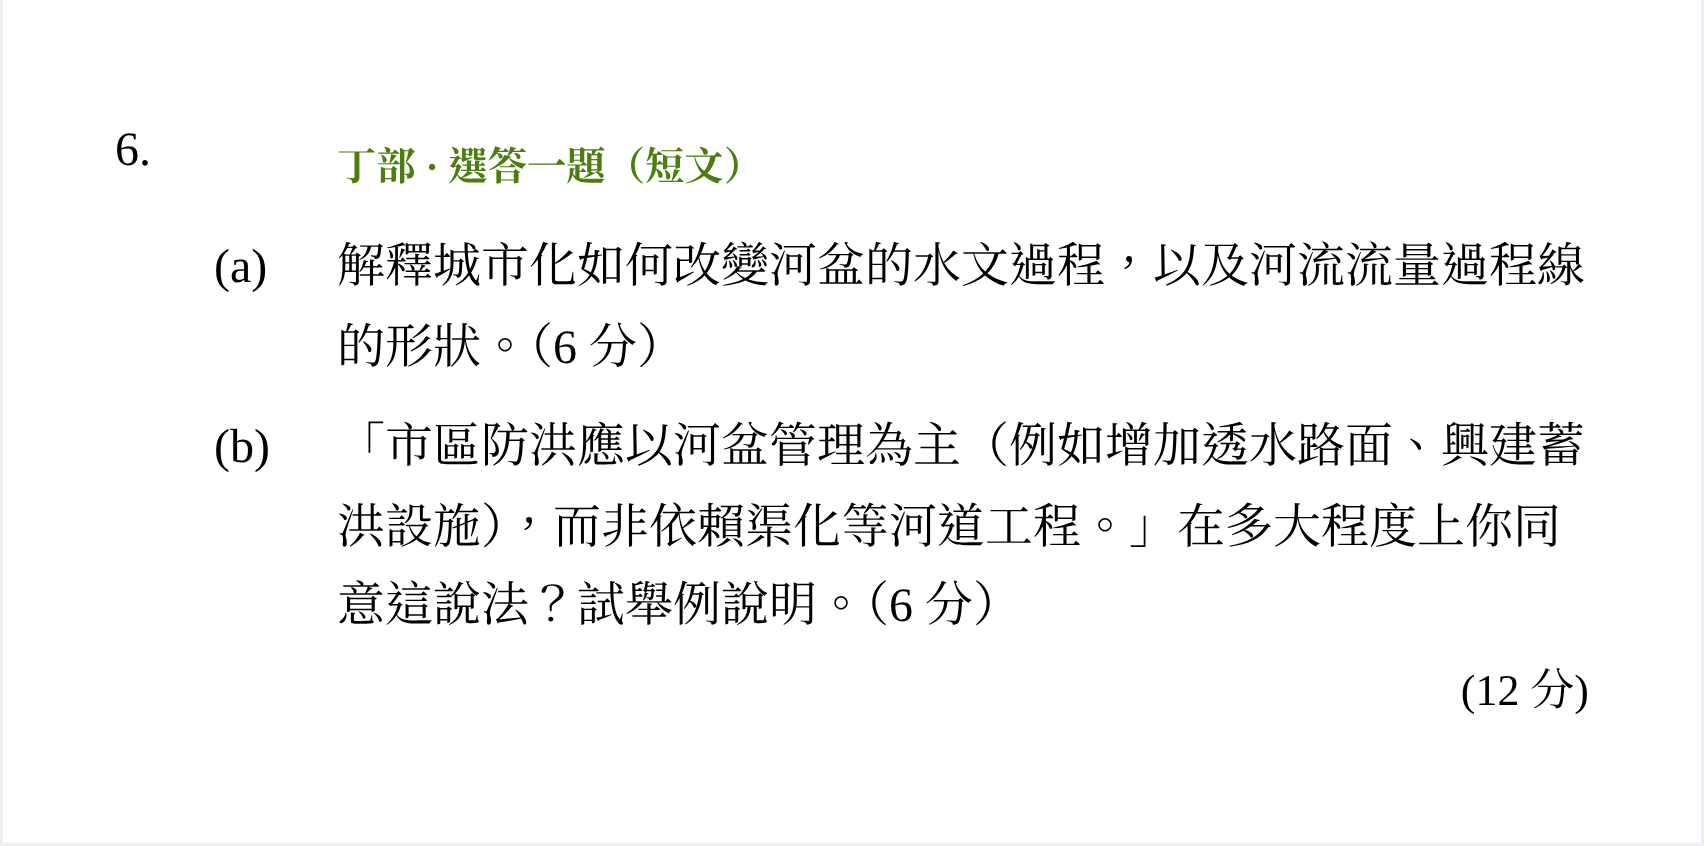 6.
丁部 · 選答一題（短文）
(a) 解釋城市化如何改變河盆的水文過程，以及河流流量過程線
的形狀。（6 分）
(b) 「市區防洪應以河盆管理為主（例如增加透水路面、興建蓄
洪設施），而非依賴渠化等河道工程。」在多大程度上你同
意這說法？試舉例說明。（6 分）
(12 分)